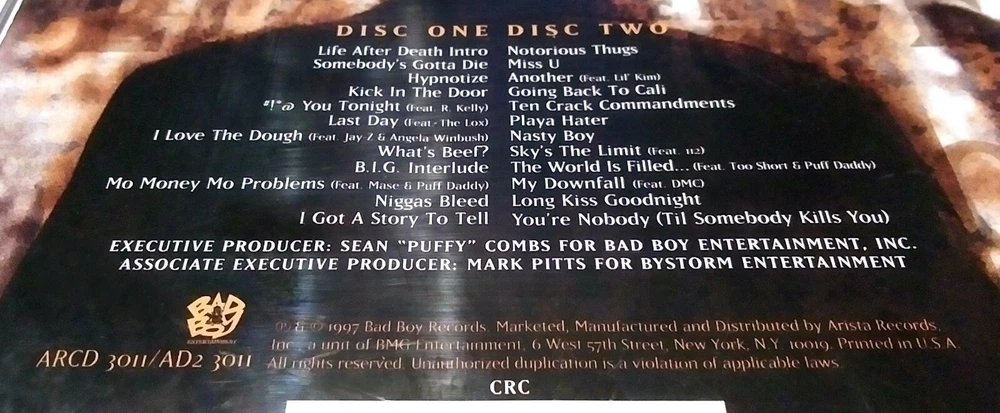 DISC ONE DISC TWO
Life After Death Intro Notorious Thugs
Somebody's Gotta Die Miss U
Hypnotize Another (Feat. Lil' Kim)
Kick In The Door Going Back To Cali
#!*@ You Tonight (Feat. R. Kelly) Ten Crack Commandments
Last Day (Feat- The Lox) Playa Hater
I Love The Dough (Feat. Jay-Z & Angela Winbush) Nasty Boy
What's Beef? Sky's The Limit (Feat. 112)
B.I.G. Interlude The World Is Filled... (Feat. Too Short & Puff Daddy)
Mo Money Mo Problems (Feat. Mase & Puff Daddy) My Downfall (Feat. DMC)
Niggas Bleed Long Kiss Goodnight
I Got A Story To Tell You're Nobody (Til Somebody Kills You)
EXECUTIVE PRODUCER: SEAN "PUFFY" COMBS FOR BAD BOY ENTERTAINMENT, INC.
ASSOCIATE EXECUTIVE PRODUCER: MARK PITTS FOR BYSTORM ENTERTAINMENT
BAD BOY
ENTERTAINMENT
℗ & © 1997 Bad Boy Records. Marketed, Manufactured and Distributed by Arista Records,
Inc., a unit of BMG Entertainment, 6 West 57th Street, New York, N.Y. 10019. Printed in U.S.A.
ARCD 3011/AD2 3011 All rights reserved. Unauthorized duplication is a violation of applicable laws.
CRC